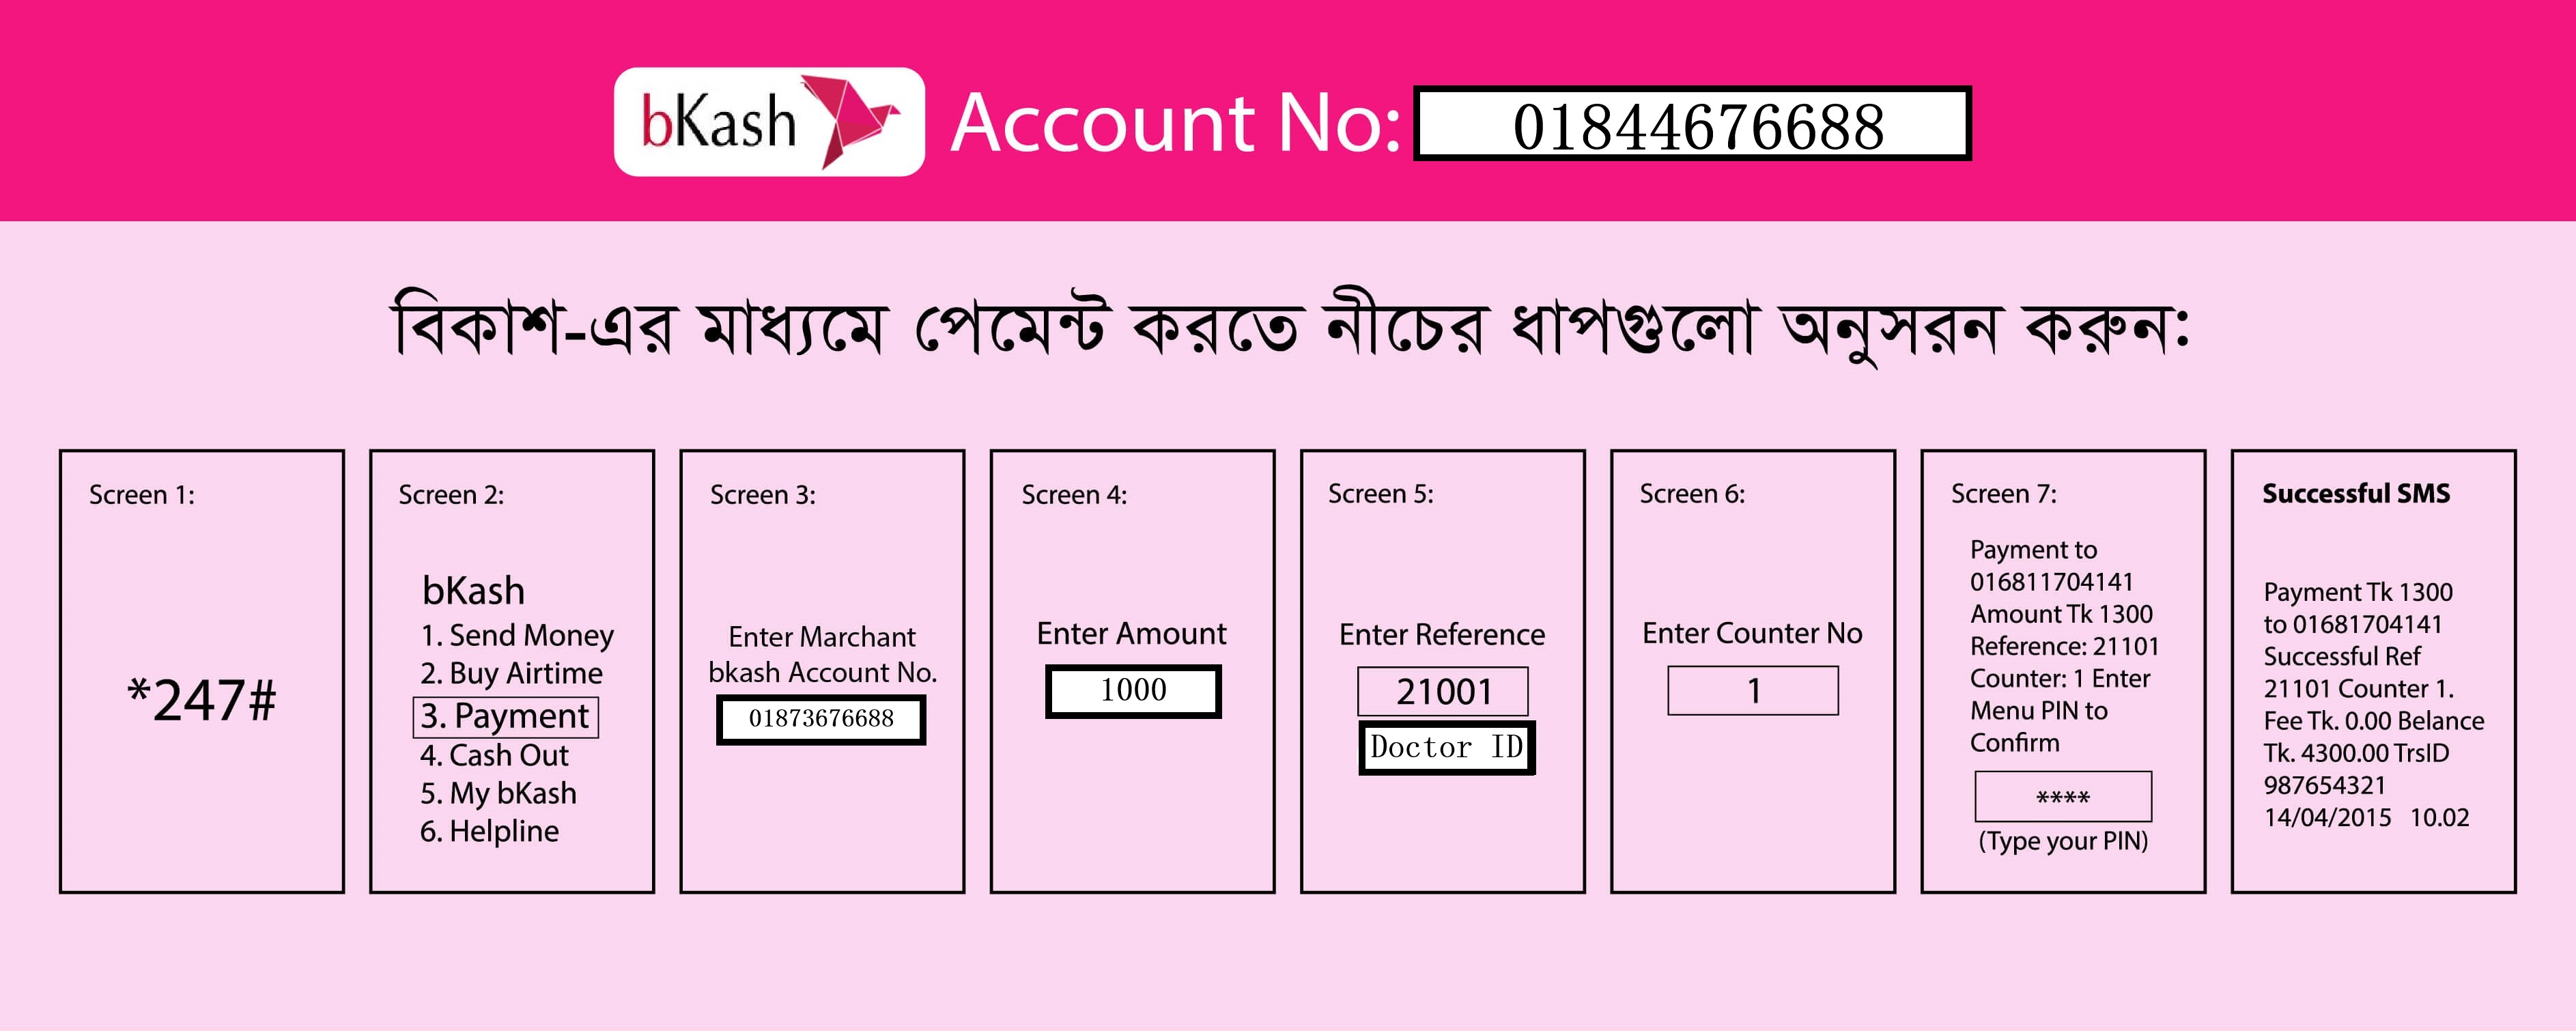 bKash Account No: 01844676688
বিকাশ-এর মাধ্যমে পেমেন্ট করতে নীচের ধাপগুলো অনুসরন করুন:
Screen 1:
*247#
Screen 2:
bKash
1. Send Money
2. Buy Airtime
3. Payment
4. Cash Out
5. My bKash
6. Helpline
Screen 3:
Enter Marchant
bkash Account No.
01873676688
Screen 4:
Enter Amount
1000
Screen 5:
Enter Reference
21001
Doctor ID
Screen 6:
Enter Counter No
1
Screen 7:
Payment to
016811704141
Amount Tk 1300
Reference: 21101
Counter: 1 Enter
Menu PIN to
Confirm
****
(Type your PIN)
Successful SMS
Payment Tk 1300
to 01681704141
Successful Ref
21101 Counter 1.
Fee Tk. 0.00 Belance
Tk. 4300.00 TrsID
987654321
14/04/2015 10.02